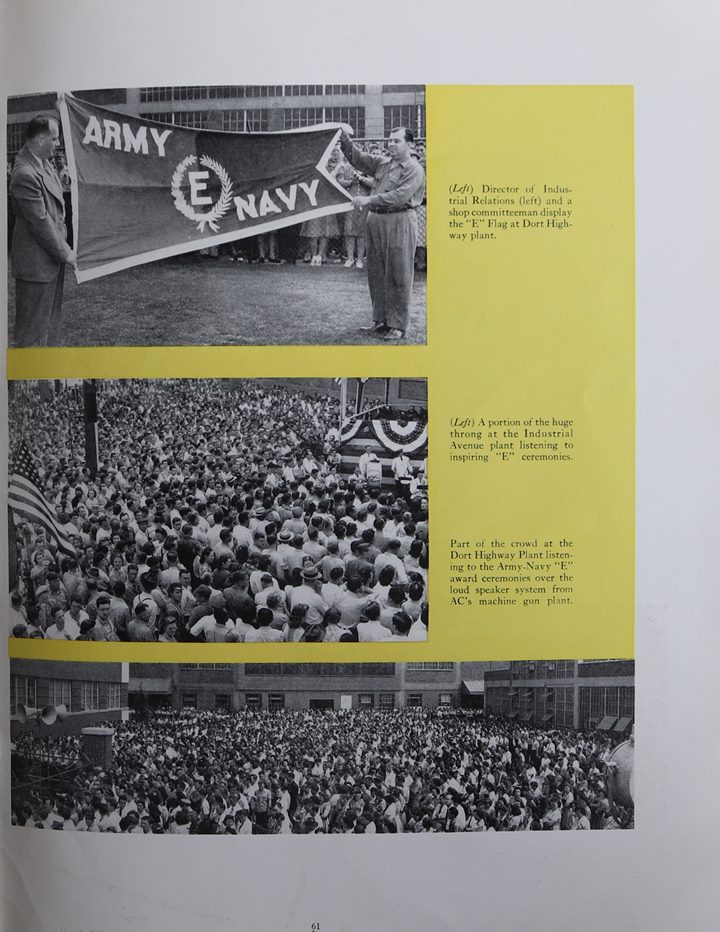 ARMY
E
NAVY
(Left) Director of Indus-
trial Relations (left) and a
shop committeeman display
the "E" Flag at Dort High-
way plant.
(Left) A portion of the huge
throng at the Industrial
Avenue plant listening to
inspiring "E" ceremonies.
Part of the crowd at the
Dort Highway Plant listen-
ing to the Army-Navy "E"
award ceremonies over the
loud speaker system from
AC's machine gun plant.
61